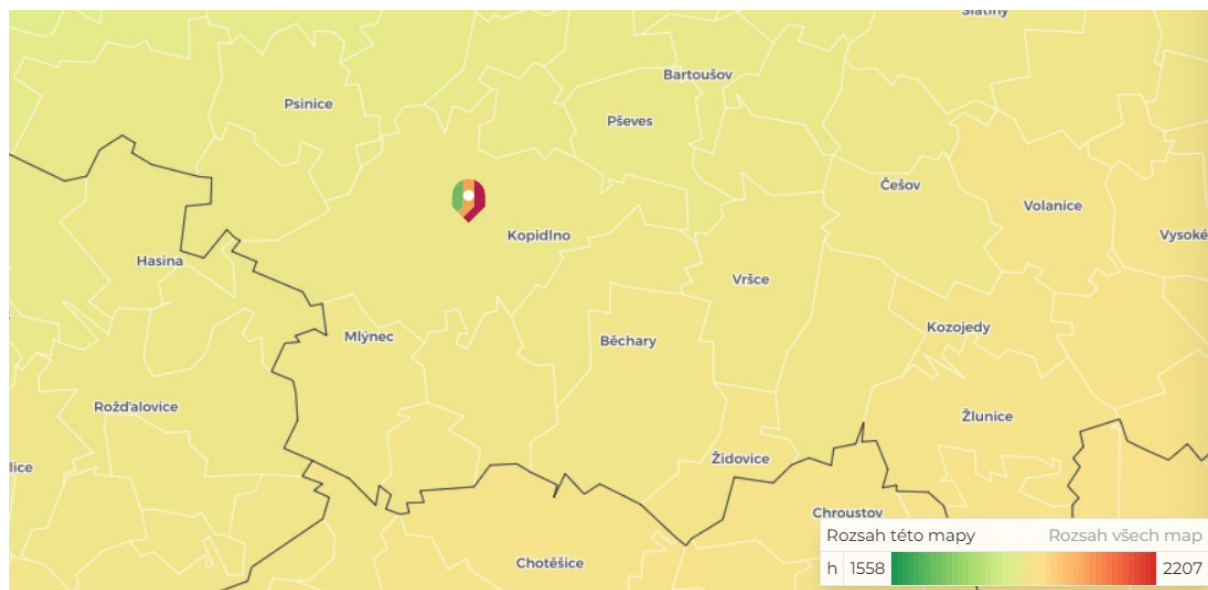 Slatiny
Bartoušov
Psinice
Pševes
Češov
Volanice
Kopidlno
Vysoké
Hasina
Vršce
Mlýnec
Běchary
Kozojedy
Rožďalovice
Žlunice
Židovice
lice
Chroustov
Rozsah této mapy Rozsah všech map
Chotěšice
h 1558 2207